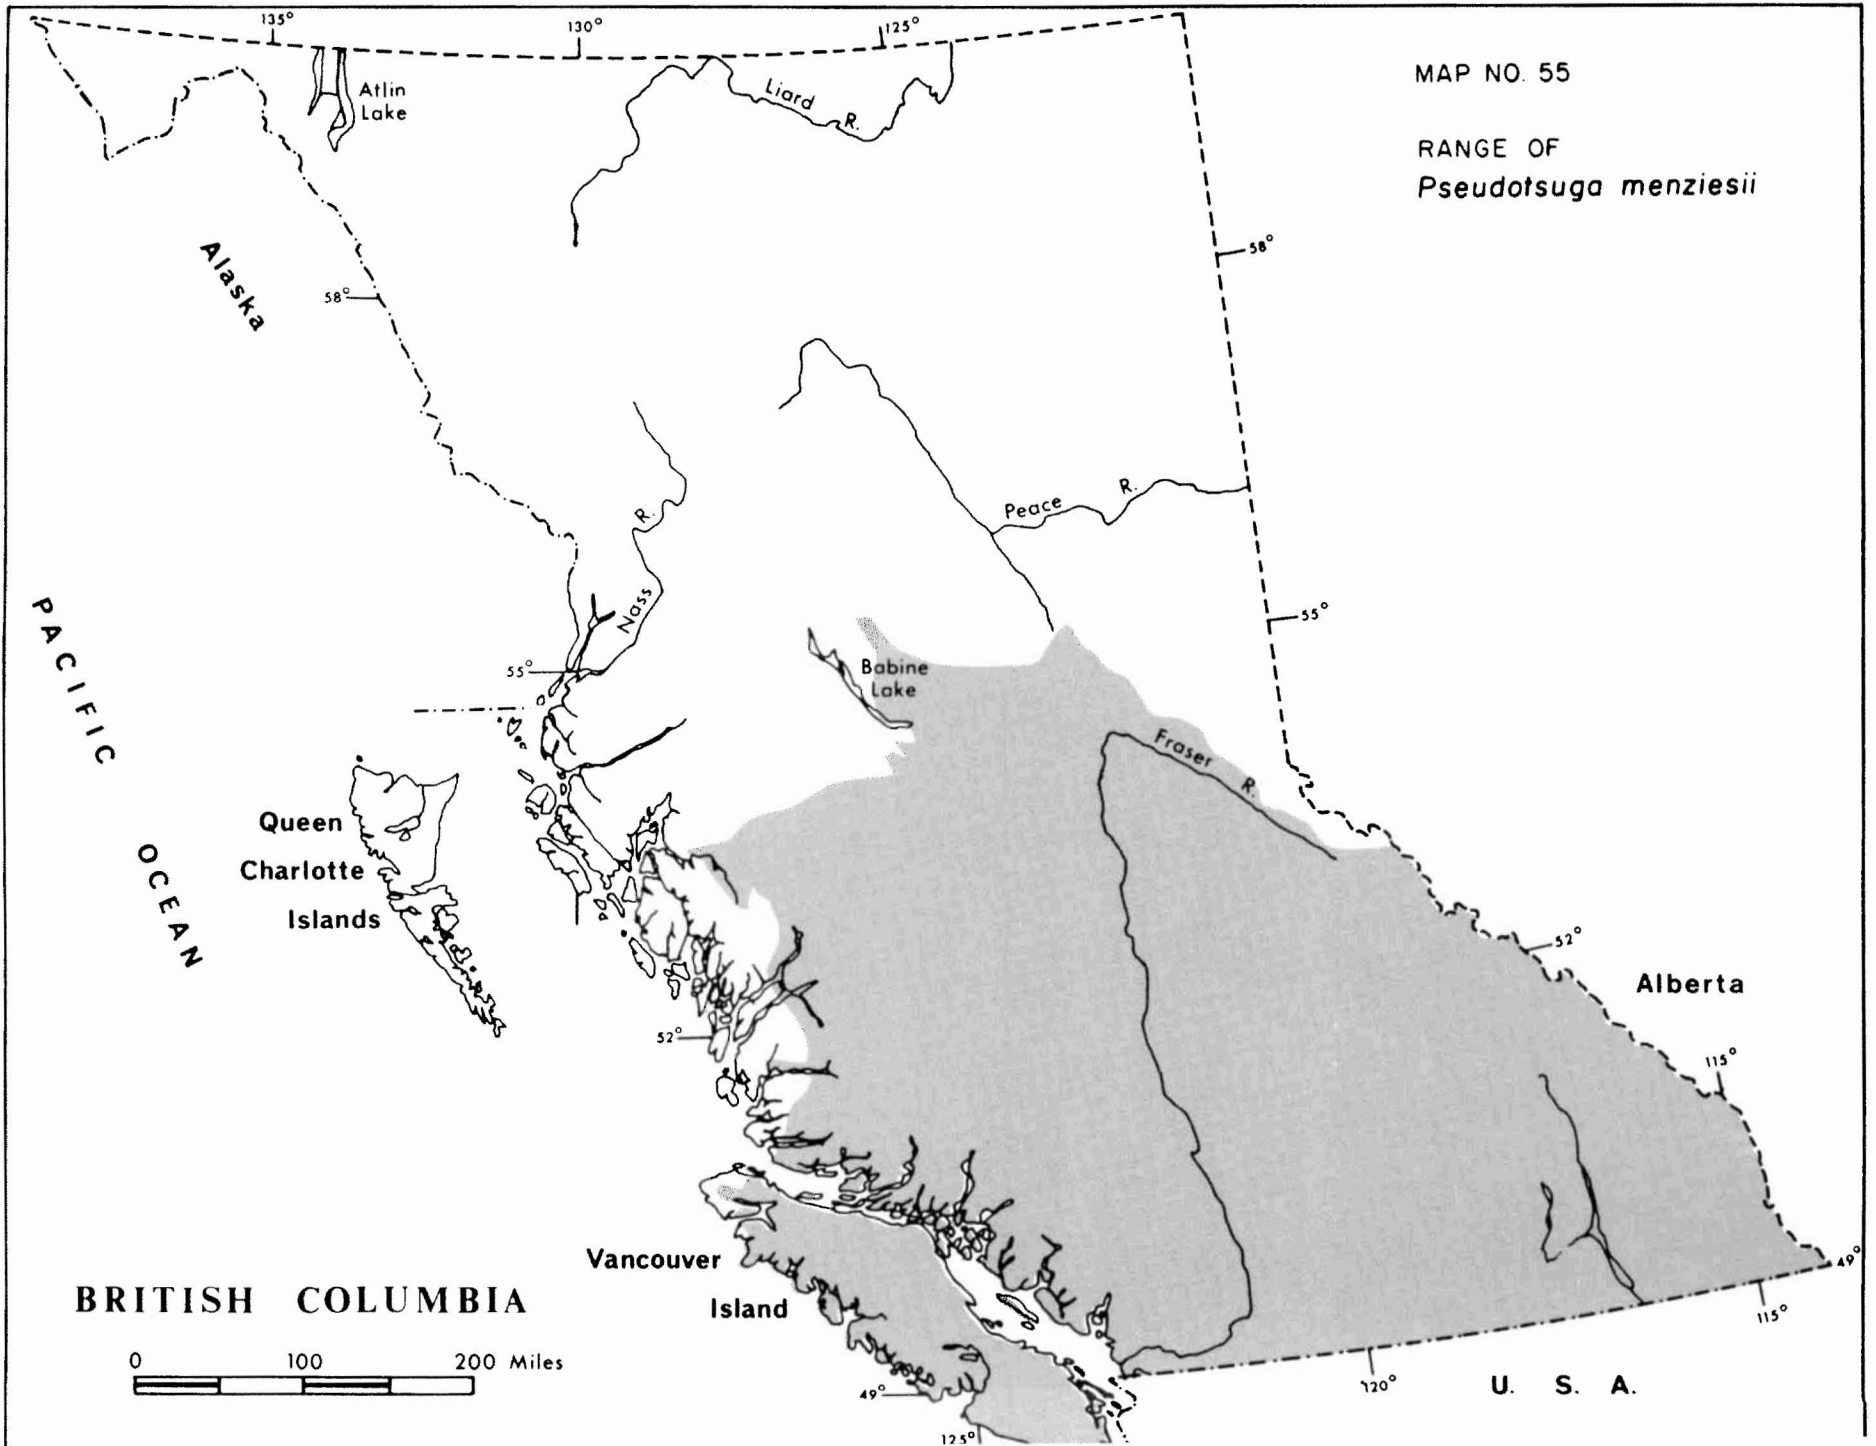 135°
130°
125°
MAP NO. 55
RANGE OF
Pseudotsuga menziesii
Atlin
Lake
Liard R.
Alaska
58°
58°
Peace R.
Nass R.
55°
55°
PACIFIC OCEAN
Babine
Lake
Fraser R.
Queen
Charlotte
Islands
52°
52°
Alberta
115°
Vancouver
Island
49°
BRITISH COLUMBIA
0 100 200 Miles
49°
125°
120°
115°
U. S. A.